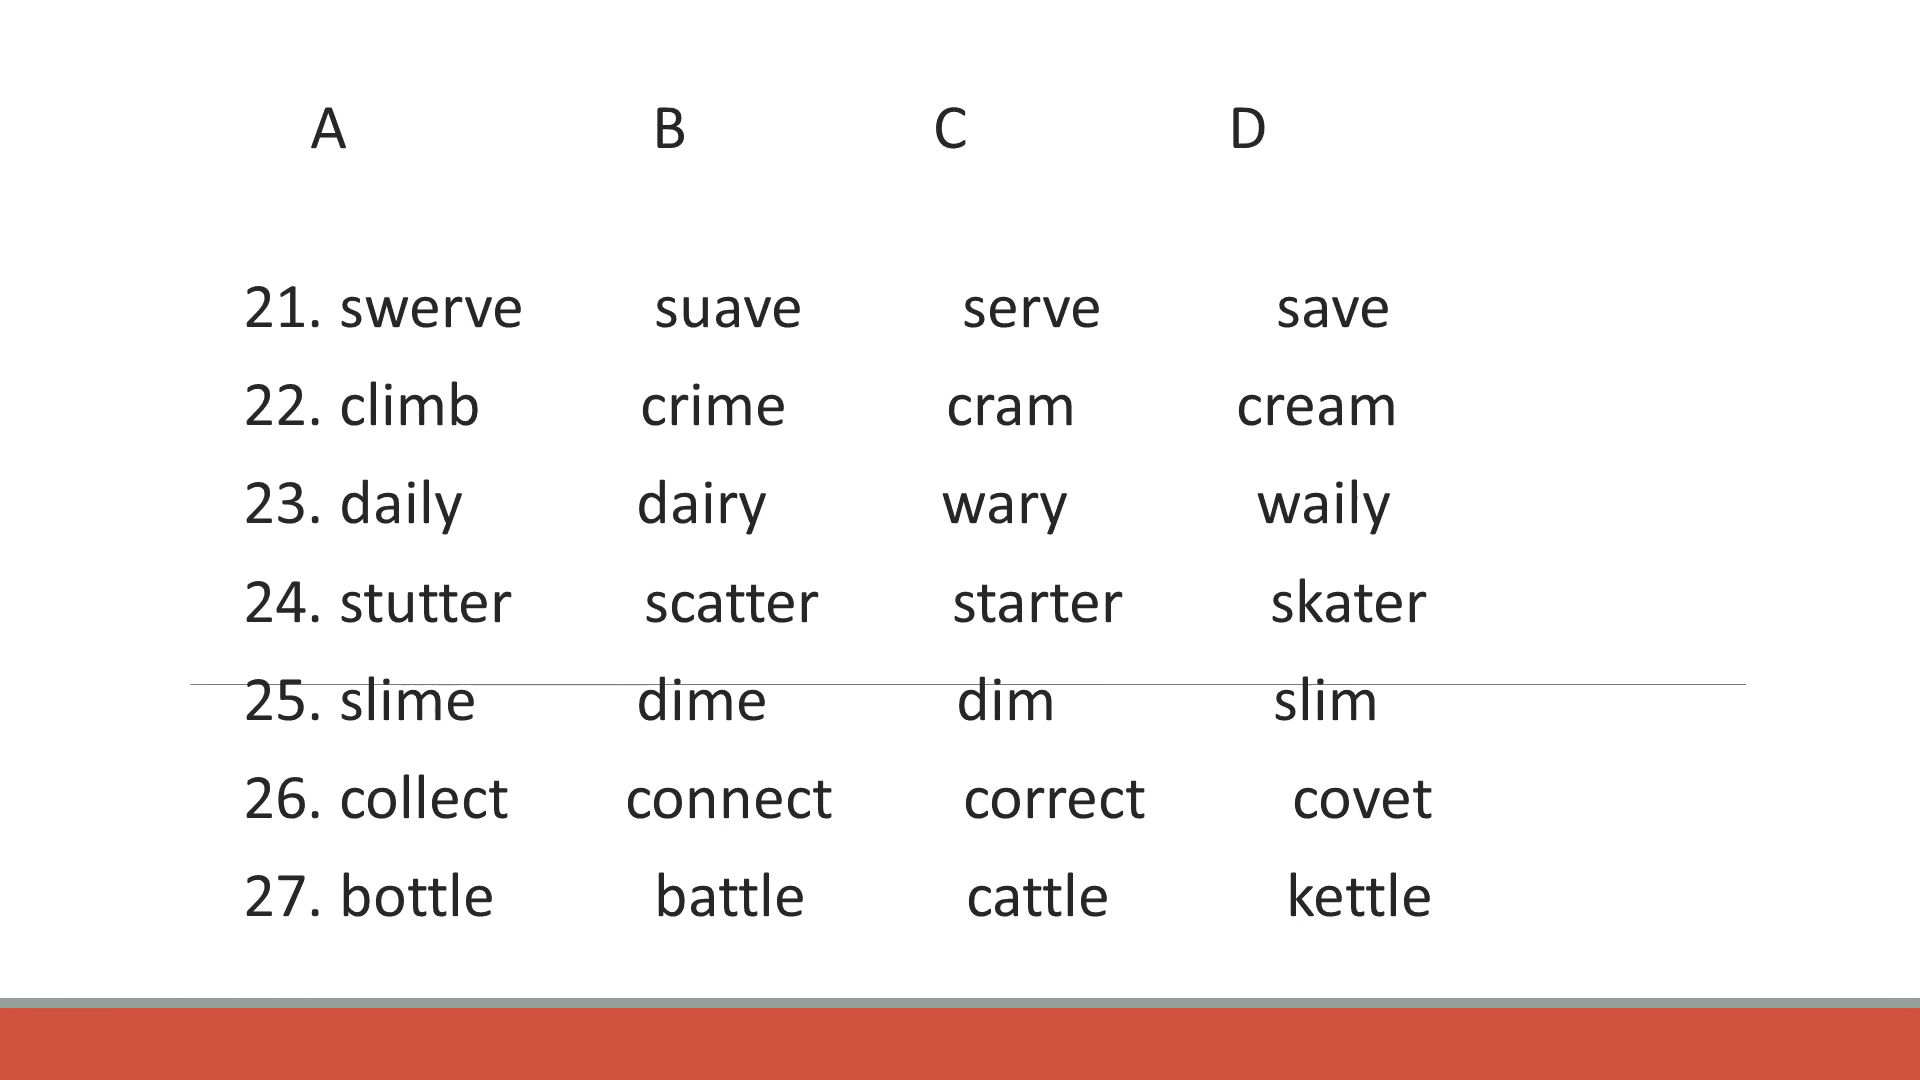 A B C D
21. swerve suave serve save
22. climb crime cram cream
23. daily dairy wary waily
24. stutter scatter starter skater
25. slime dime dim slim
26. collect connect correct covet
27. bottle battle cattle kettle